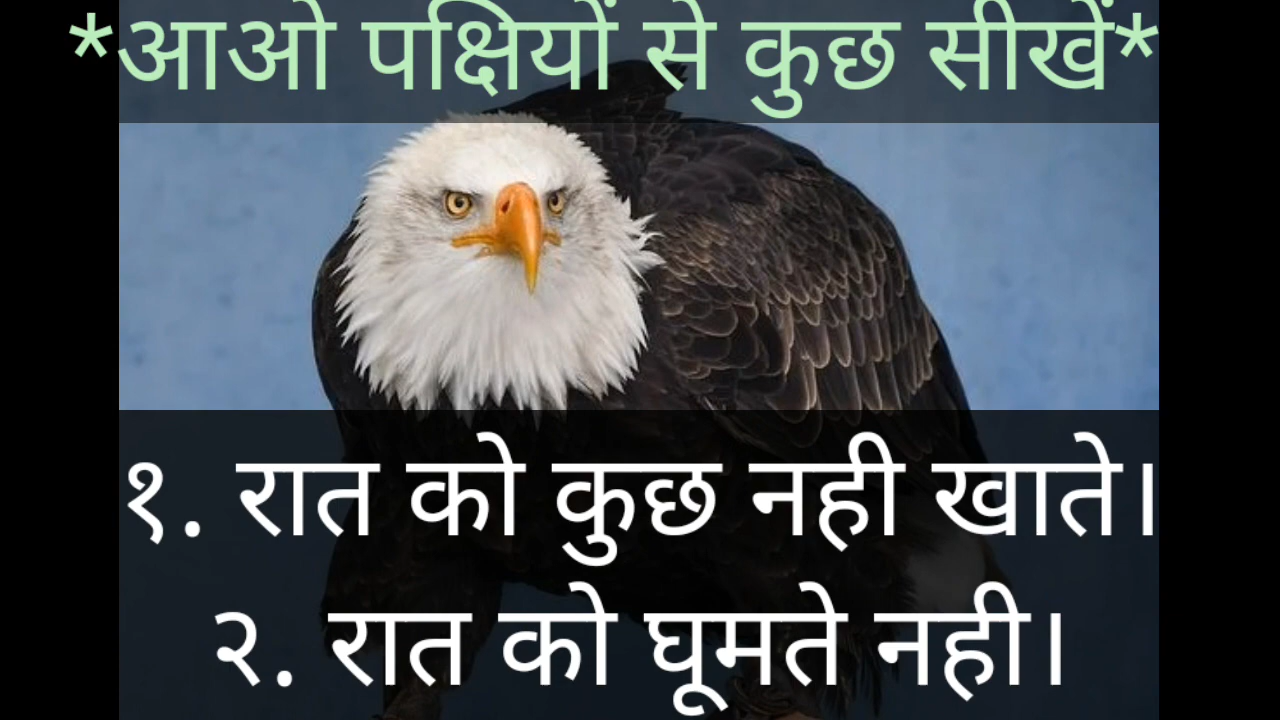 *आओ पक्षियों से कुछ सीखें*
१. रात को कुछ नही खाते।
२. रात को घूमते नही।